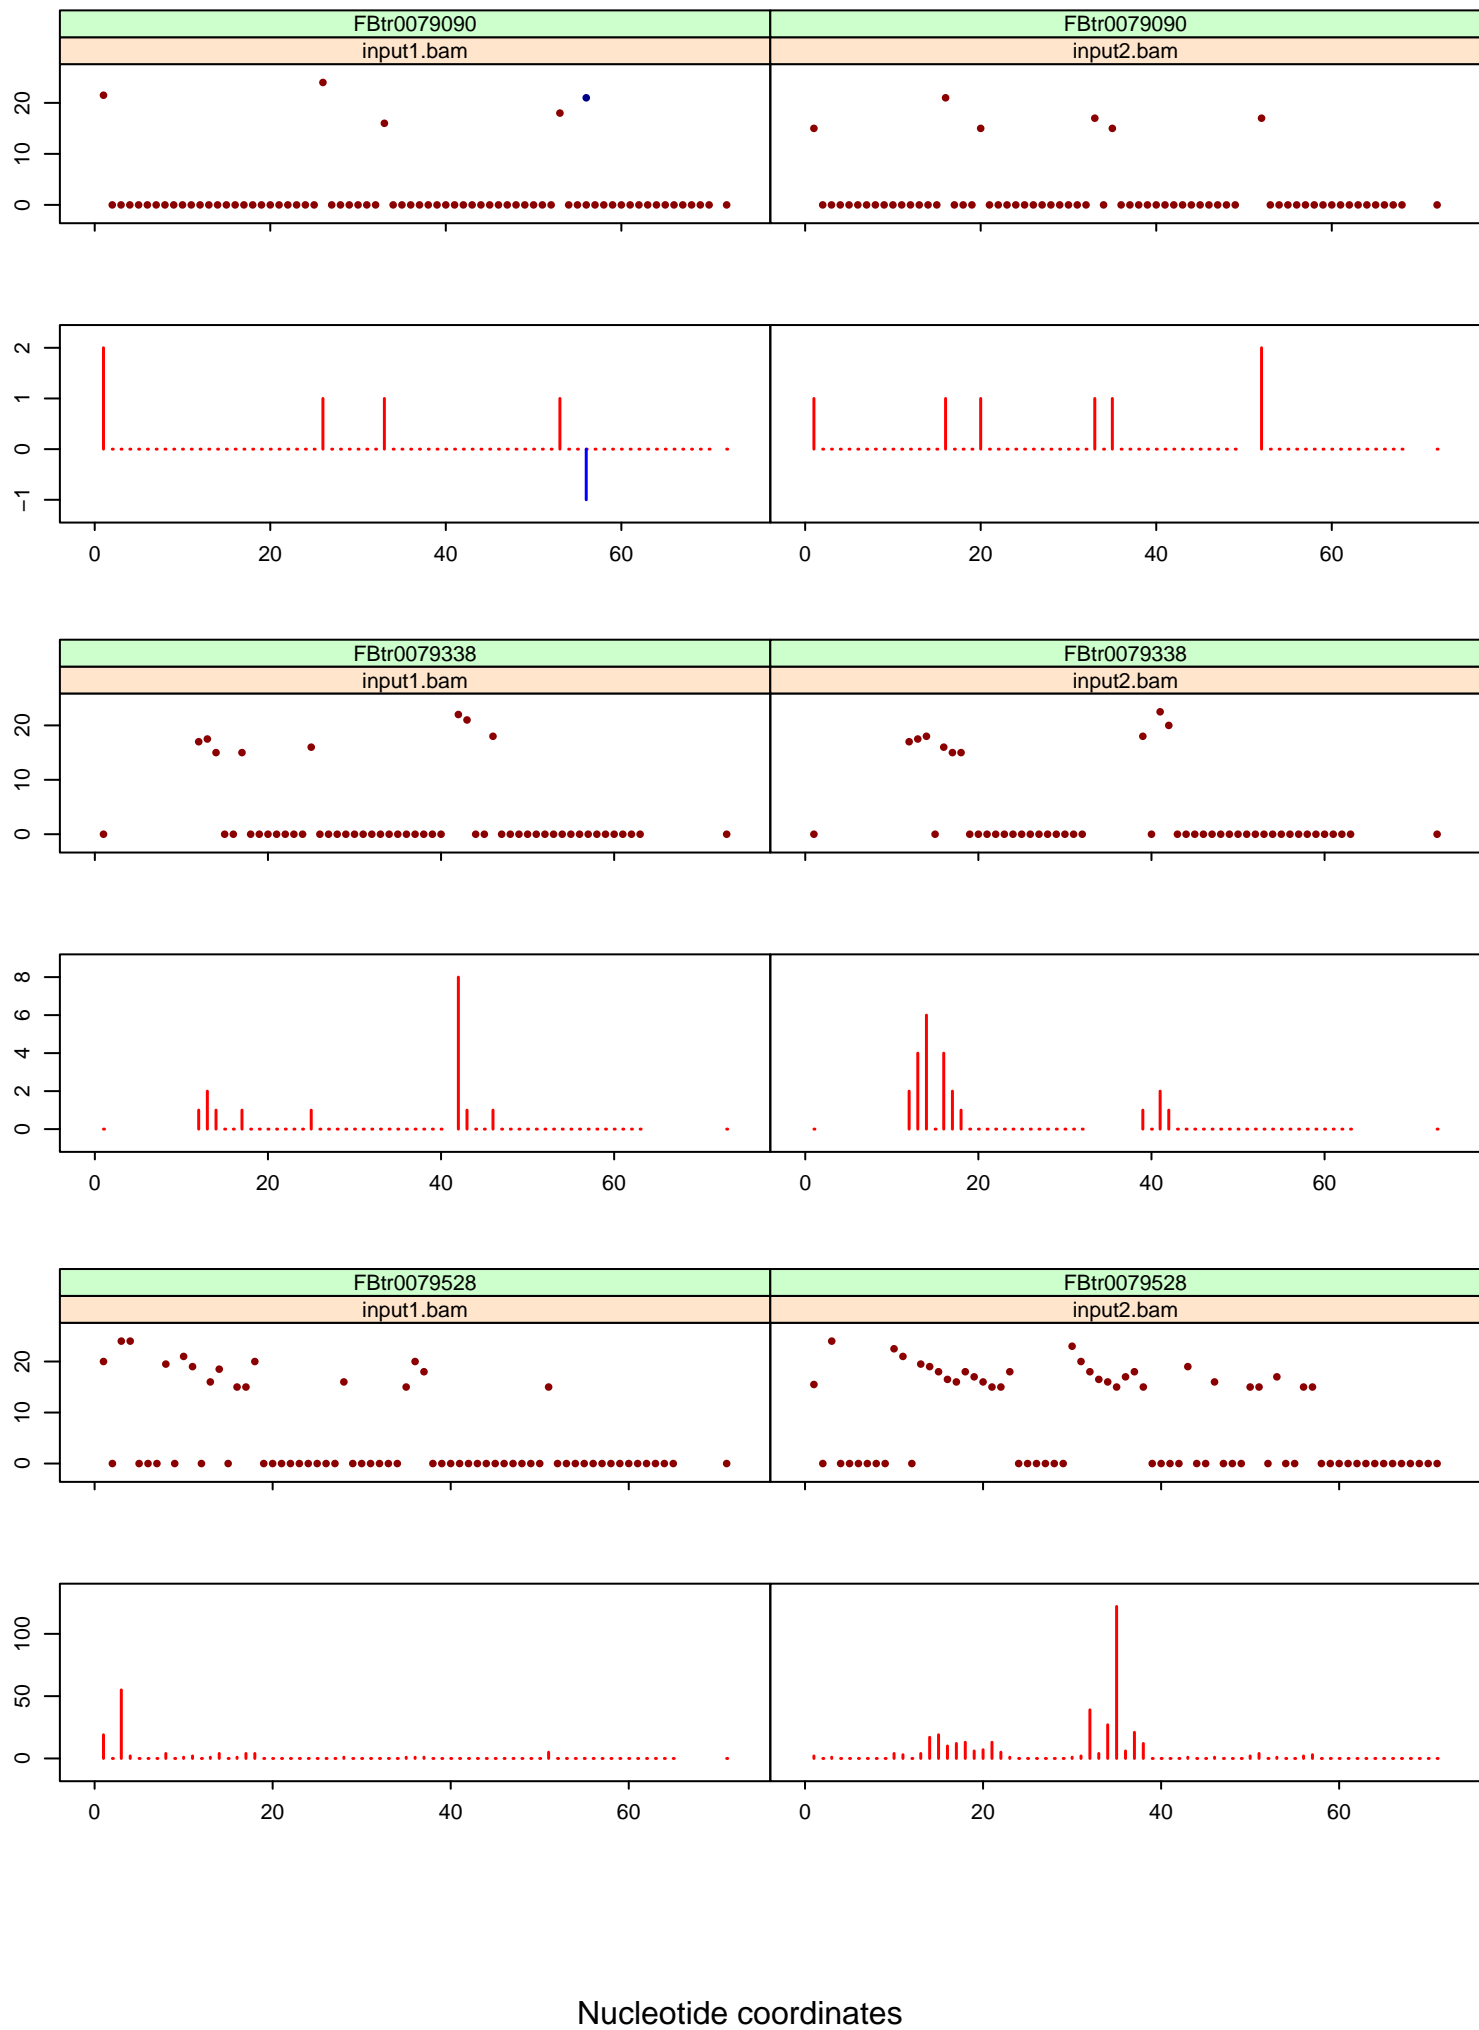 FBtr0079090 FBtr0079090
input1.bam input2.bam
20
10
0
2
1
0
−1
0 20 40 60 0 20 40 60
FBtr0079338 FBtr0079338
input1.bam input2.bam
20
10
0
8
6
4
2
0
0 20 40 60 0 20 40 60
FBtr0079528 FBtr0079528
input1.bam input2.bam
20
10
0
100
50
0
0 20 40 60 0 20 40 60
Nucleotide coordinates